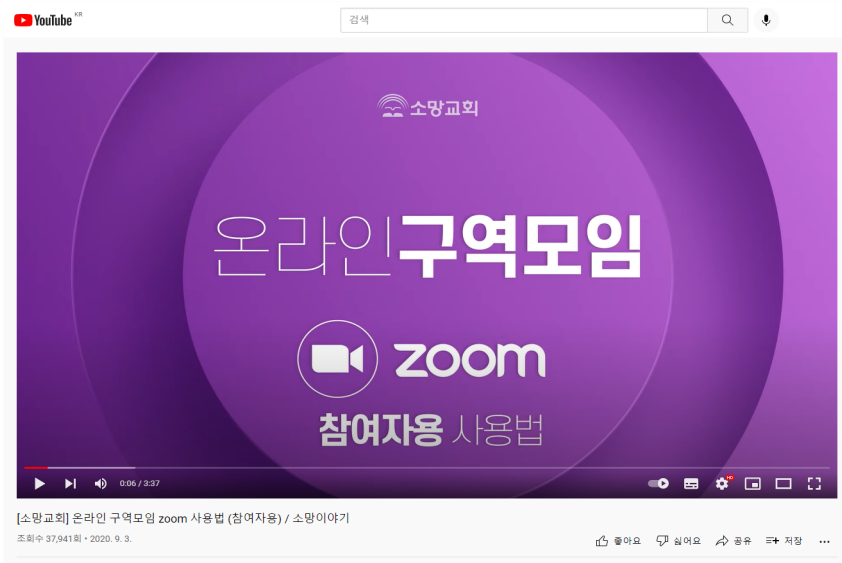 YouTube KR
검색
소망교회
온라인구역모임
zoom
참여자용 사용법
0:06 / 3:37
HD
[소망교회] 온라인 구역모임 zoom 사용법 (참여자용) / 소망이야기
조회수 37,941회 • 2020. 9. 3.
좋아요 싫어요 공유 저장